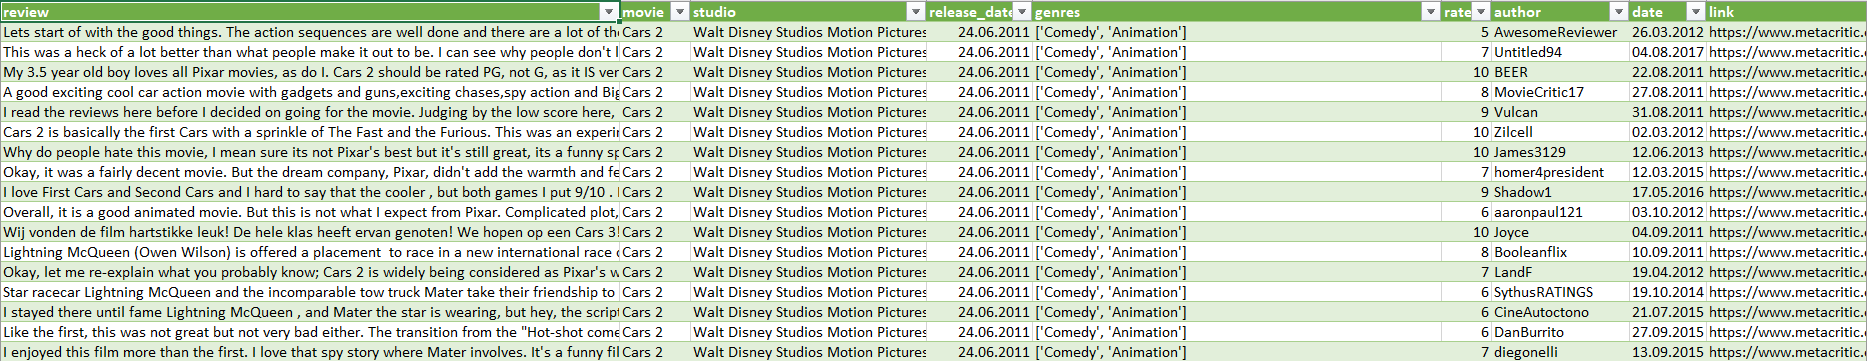 review movie studio release_date genres rate author date link
Lets start of with the good things. The action sequences are well done and there are a lot of the Cars 2 Walt Disney Studios Motion Pictures 24.06.2011 ['Comedy', 'Animation'] 5 AwesomeReviewer 26.03.2012 https://www.metacritic.
This was a heck of a lot better than what people make it out to be. I can see why people don't l Cars 2 Walt Disney Studios Motion Pictures 24.06.2011 ['Comedy', 'Animation'] 7 Untitled94 04.08.2017 https://www.metacritic.
My 3.5 year old boy loves all Pixar movies, as do I. Cars 2 should be rated PG, not G, as it IS ver Cars 2 Walt Disney Studios Motion Pictures 24.06.2011 ['Comedy', 'Animation'] 10 BEER 22.08.2011 https://www.metacritic.
A good exciting cool car action movie with gadgets and guns,exciting chases,spy action and Big Cars 2 Walt Disney Studios Motion Pictures 24.06.2011 ['Comedy', 'Animation'] 8 MovieCritic17 27.08.2011 https://www.metacritic.
I read the reviews here before I decided on going for the movie. Judging by the low score here, Cars 2 Walt Disney Studios Motion Pictures 24.06.2011 ['Comedy', 'Animation'] 9 Vulcan 31.08.2011 https://www.metacritic.
Cars 2 is basically the first Cars with a sprinkle of The Fast and the Furious. This was an experi Cars 2 Walt Disney Studios Motion Pictures 24.06.2011 ['Comedy', 'Animation'] 10 Zilcell 02.03.2012 https://www.metacritic.
Why do people hate this movie, I mean sure its not Pixar's best but it's still great, its a funny sp Cars 2 Walt Disney Studios Motion Pictures 24.06.2011 ['Comedy', 'Animation'] 10 James3129 12.06.2013 https://www.metacritic.
Okay, it was a fairly decent movie. But the dream company, Pixar, didn't add the warmth and fe Cars 2 Walt Disney Studios Motion Pictures 24.06.2011 ['Comedy', 'Animation'] 7 homer4president 12.03.2015 https://www.metacritic.
I love First Cars and Second Cars and I hard to say that the cooler , but both games I put 9/10 . Cars 2 Walt Disney Studios Motion Pictures 24.06.2011 ['Comedy', 'Animation'] 9 Shadow1 17.05.2016 https://www.metacritic.
Overall, it is a good animated movie. But this is not what I expect from Pixar. Complicated plot, Cars 2 Walt Disney Studios Motion Pictures 24.06.2011 ['Comedy', 'Animation'] 6 aaronpaul121 03.10.2012 https://www.metacritic.
Wij vonden de film hartstikke leuk! De hele klas heeft ervan genoten! We hopen op een Cars 3! Cars 2 Walt Disney Studios Motion Pictures 24.06.2011 ['Comedy', 'Animation'] 10 Joyce 04.09.2011 https://www.metacritic.
Lightning McQueen (Owen Wilson) is offered a placement to race in a new international race Cars 2 Walt Disney Studios Motion Pictures 24.06.2011 ['Comedy', 'Animation'] 8 Booleanflix 10.09.2011 https://www.metacritic.
Okay, let me re-explain what you probably know; Cars 2 is widely being considered as Pixar's w Cars 2 Walt Disney Studios Motion Pictures 24.06.2011 ['Comedy', 'Animation'] 7 LandF 19.04.2012 https://www.metacritic.
Star racecar Lightning McQueen and the incomparable tow truck Mater take their friendship to Cars 2 Walt Disney Studios Motion Pictures 24.06.2011 ['Comedy', 'Animation'] 6 SythusRATINGS 19.10.2014 https://www.metacritic.
I stayed there until fame Lightning McQueen , and Mater the star is wearing, but hey, the script Cars 2 Walt Disney Studios Motion Pictures 24.06.2011 ['Comedy', 'Animation'] 6 CineAutoctono 21.07.2015 https://www.metacritic.
Like the first, this was not great but not very bad either. The transition from the "Hot-shot come Cars 2 Walt Disney Studios Motion Pictures 24.06.2011 ['Comedy', 'Animation'] 6 DanBurrito 27.09.2015 https://www.metacritic.
I enjoyed this film more than the first. I love that spy story where Mater involves. It's a funny fil Cars 2 Walt Disney Studios Motion Pictures 24.06.2011 ['Comedy', 'Animation'] 7 diegonelli 13.09.2015 https://www.metacritic.